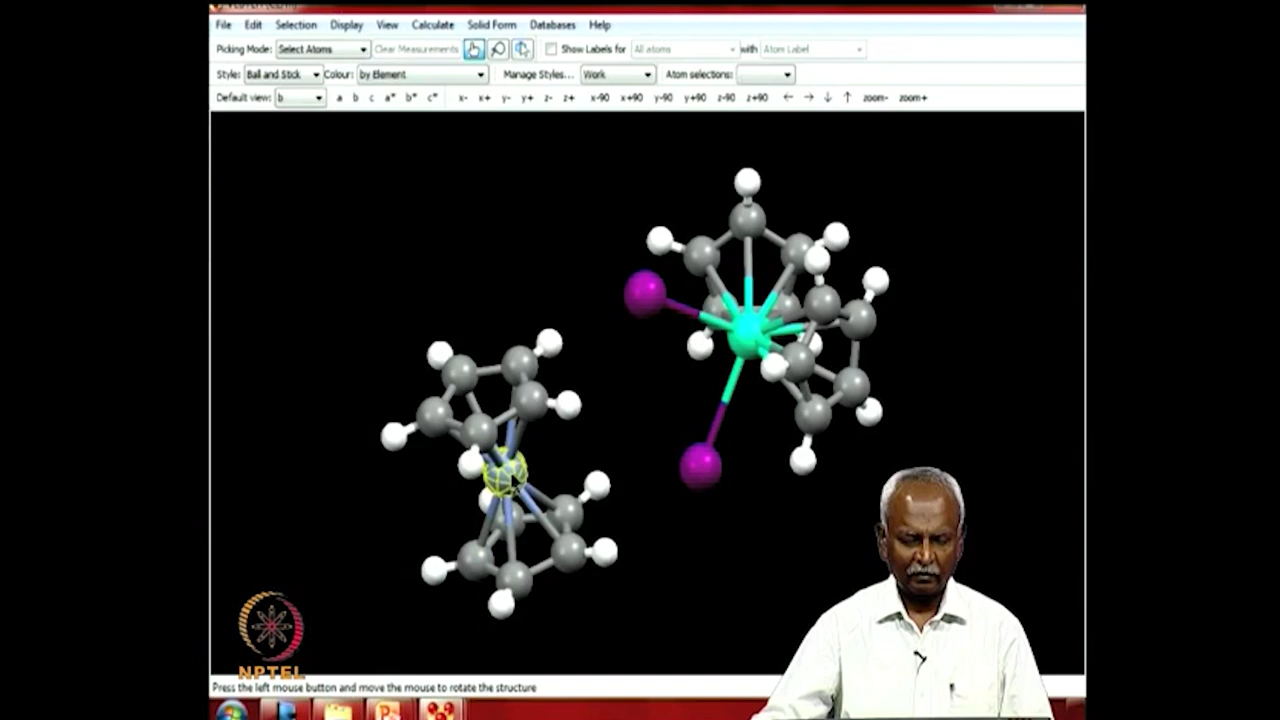 File Edit Selection Display View Calculate Solid Form Databases Help
Picking Mode: Select Atoms Clear Measurements Show Labels for All atoms with Atom Label
Style: Ball and Stick Colour: by Element Manage Styles... Work Atom selections:
Default view: b a b c a* b* c* x- x+ y- y+ z- z+ x-90 x+90 y-90 y+90 z-90 z+90 ← → ↓ ↑ zoom- zoom+
NPTEL
Press the left mouse button and move the mouse to rotate the structure